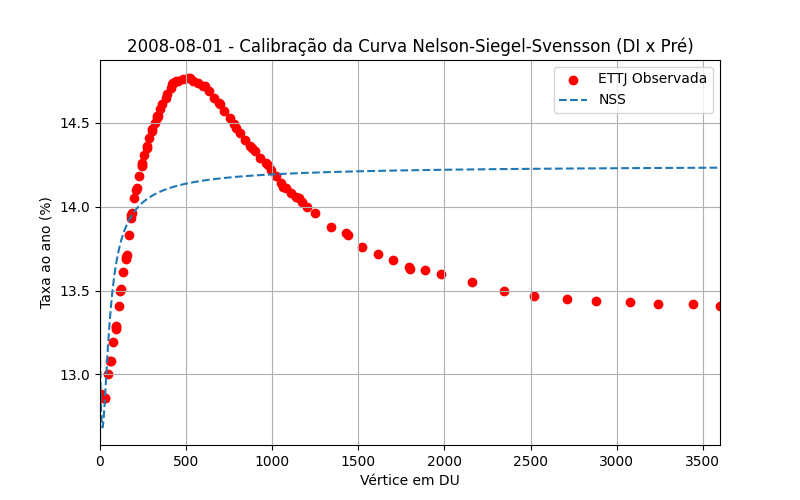 2008-08-01 - Calibração da Curva Nelson-Siegel-Svensson (DI x Pré)
ETTJ Observada
NSS
Taxa ao ano (%)
14.5
14.0
13.5
13.0
0 500 1000 1500 2000 2500 3000 3500
Vértice em DU